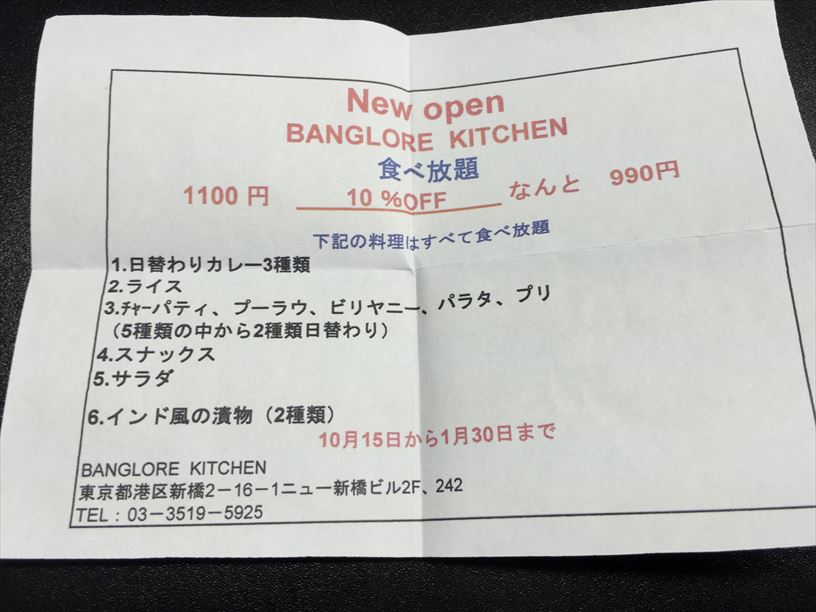 New open
BANGLORE KITCHEN
食べ放題
1100 円 10 %OFF なんと 990円
下記の料理はすべて食べ放題
1.日替わりカレー3種類
2.ライス
3.ﾁｬｰパティ、プーラウ、ビリヤニー、パラタ、プリ
（5種類の中から2種類日替わり）
4.スナックス
5.サラダ
6.インド風の漬物（2種類）
10月15日から1月30日まで
BANGLORE KITCHEN
東京都港区新橋2－16－1ニュー新橋ビル2F、242
TEL：03－3519－5925